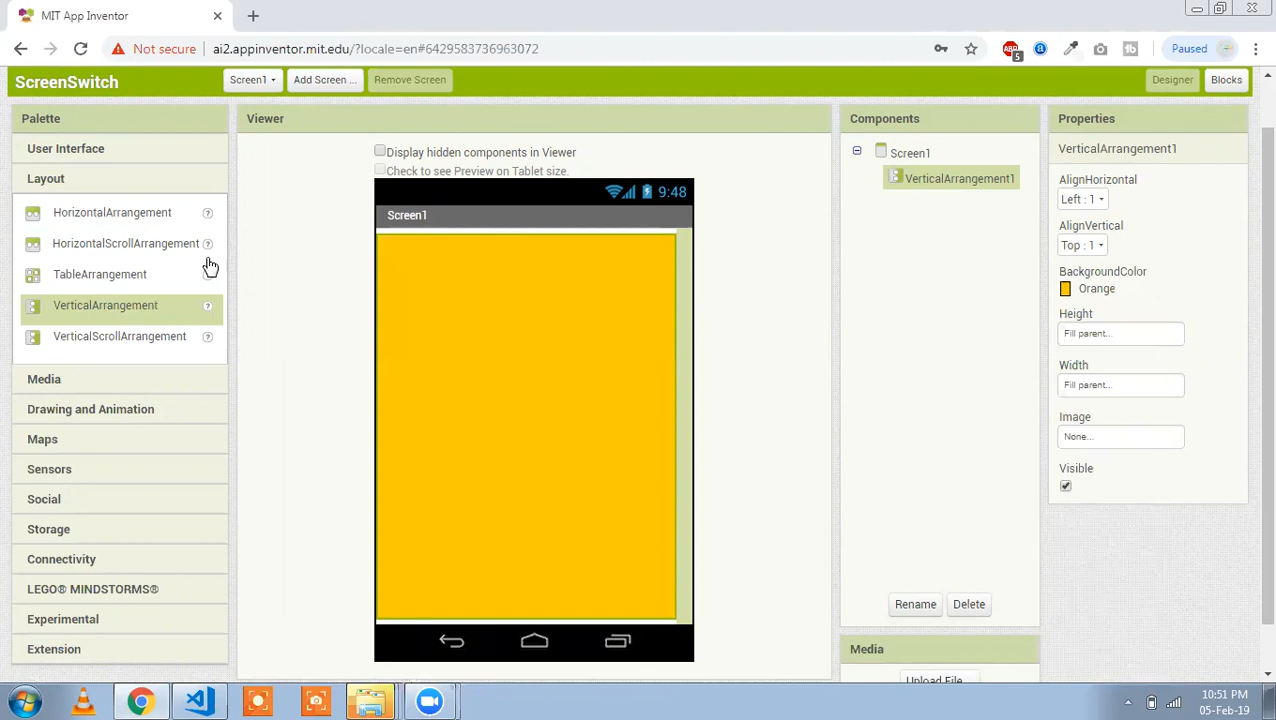 MIT App Inventor
Not secure
ai2.appinventor.mit.edu/?locale=en#6429583736963072
ABP
5
a
Paused
ScreenSwitch
Screen1
Add Screen ...
Remove Screen
Designer
Blocks
Palette
User Interface
Layout
HorizontalArrangement
?
HorizontalScrollArrangement
?
TableArrangement
VerticalArrangement
?
VerticalScrollArrangement
?
Media
Drawing and Animation
Maps
Sensors
Social
Storage
Connectivity
LEGO® MINDSTORMS®
Experimental
Extension
Viewer
Display hidden components in Viewer
Check to see Preview on Tablet size.
9:48
Screen1
Components
Screen1
VerticalArrangement1
Rename
Delete
Media
Upload File
Properties
VerticalArrangement1
AlignHorizontal
Left : 1
AlignVertical
Top : 1
BackgroundColor
Orange
Height
Fill parent...
Width
Fill parent...
Image
None...
Visible
10:51 PM
05-Feb-19